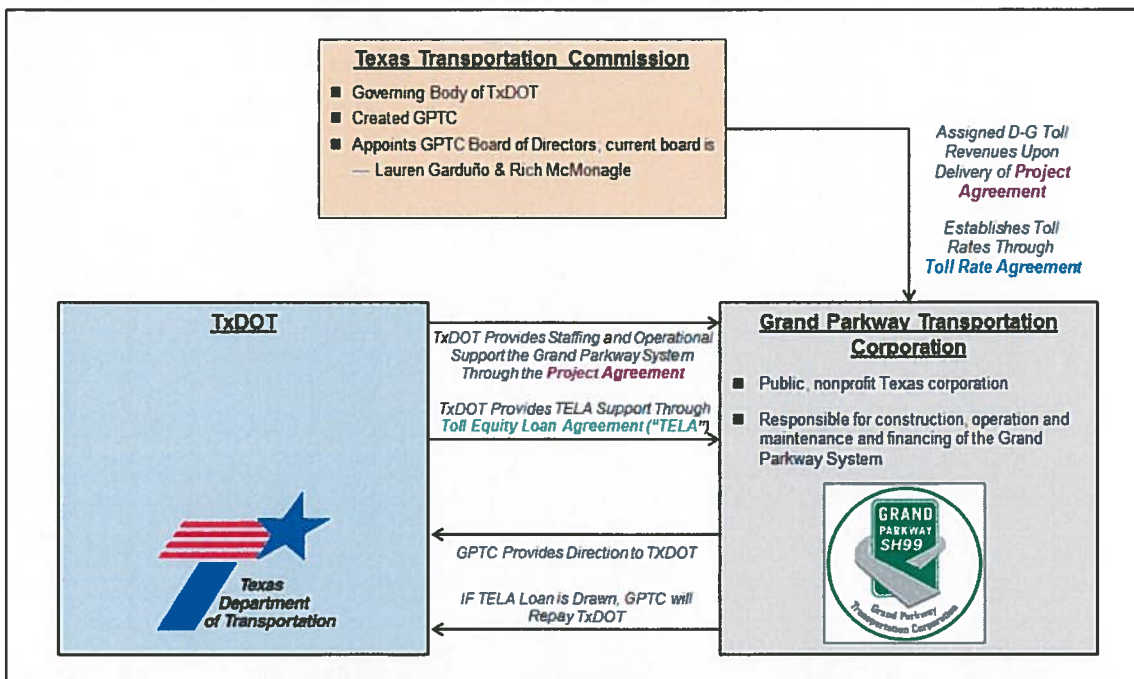 Texas Transportation Commission
■ Governing Body of TxDOT
■ Created GPTC
■ Appoints GPTC Board of Directors, current board is
— Lauren Garduño & Rich McMonagle
Assigned D-G Toll
Revenues Upon
Delivery of Project
Agreement
Establishes Toll
Rates Through
Toll Rate Agreement
TxDOT
Texas
Department
of Transportation
TxDOT Provides Staffing and Operational
Support the Grand Parkway System
Through the Project Agreement
TxDOT Provides TELA Support Through
Toll Equity Loan Agreement ("TELA")
GPTC Provides Direction to TXDOT
IF TELA Loan is Drawn, GPTC will
Repay TxDOT
Grand Parkway Transportation
Corporation
■ Public, nonprofit Texas corporation
■ Responsible for construction, operation and
maintenance and financing of the Grand
Parkway System
GRAND
PARKWAY
SH99
Grand Parkway
Transportation Corporation